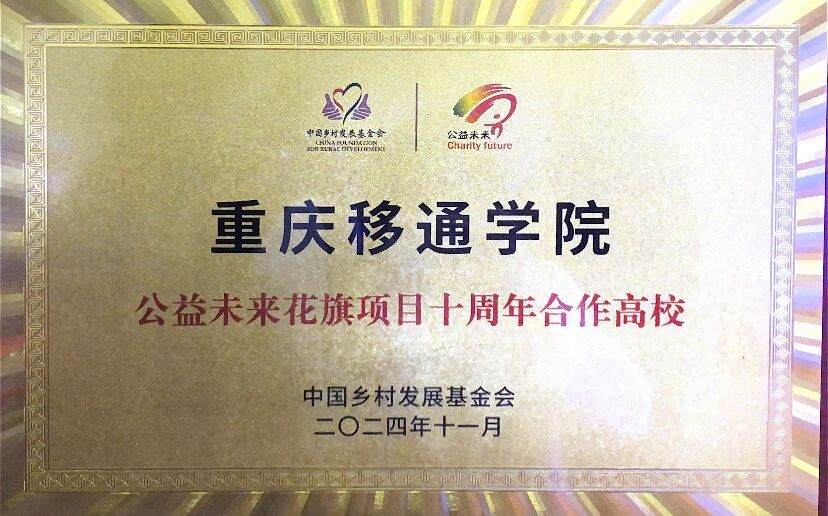 中国乡村发展基金会
CHINA FOUNDATION
FOR RURAL DEVELOPMENT
公益未来
Charity future
重庆移通学院
公益未来花旗项目十周年合作高校
中国乡村发展基金会
二〇二四年十一月